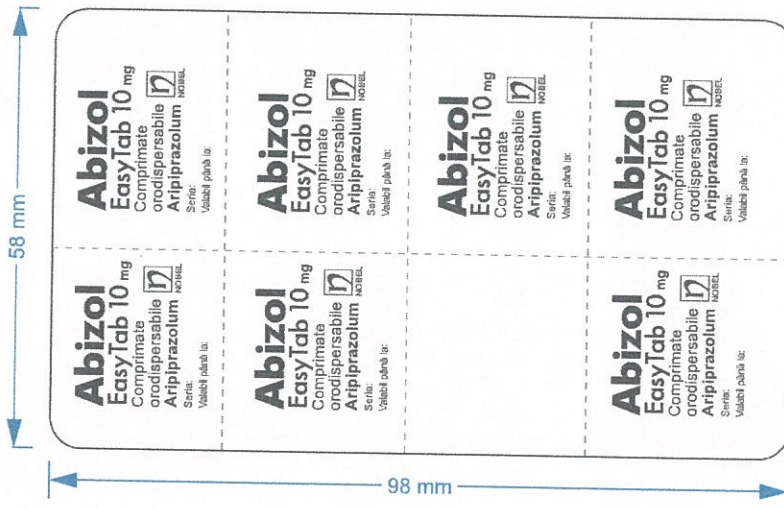 58 mm
Abizol
EasyTab 10 mg
Comprimate
orodispersabile
Aripiprazolum
Seria:
Valabil până la:
n
NOBEL
Abizol
EasyTab 10 mg
Comprimate
orodispersabile
Aripiprazolum
Seria:
Valabil până la:
n
NOBEL
Abizol
EasyTab 10 mg
Comprimate
orodispersabile
Aripiprazolum
Seria:
Valabil până la:
n
NOBEL
Abizol
EasyTab 10 mg
Comprimate
orodispersabile
Aripiprazolum
Seria:
Valabil până la:
n
NOBEL
Abizol
EasyTab 10 mg
Comprimate
orodispersabile
Aripiprazolum
Seria:
Valabil până la:
n
NOBEL
Abizol
EasyTab 10 mg
Comprimate
orodispersabile
Aripiprazolum
Seria:
Valabil până la:
n
NOBEL
Abizol
EasyTab 10 mg
Comprimate
orodispersabile
Aripiprazolum
Seria:
Valabil până la:
n
NOBEL
98 mm